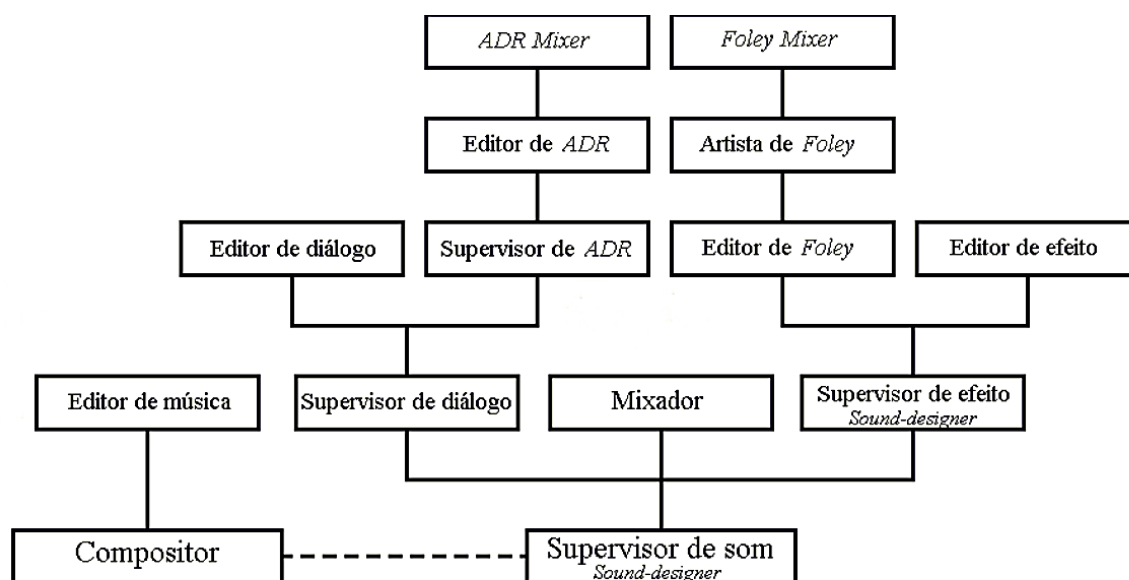 ADR Mixer
Foley Mixer
Editor de ADR
Artista de Foley
Editor de diálogo
Supervisor de ADR
Editor de Foley
Editor de efeito
Editor de música
Supervisor de diálogo
Mixador
Supervisor de efeito
Sound-designer
Compositor
Supervisor de som
Sound-designer